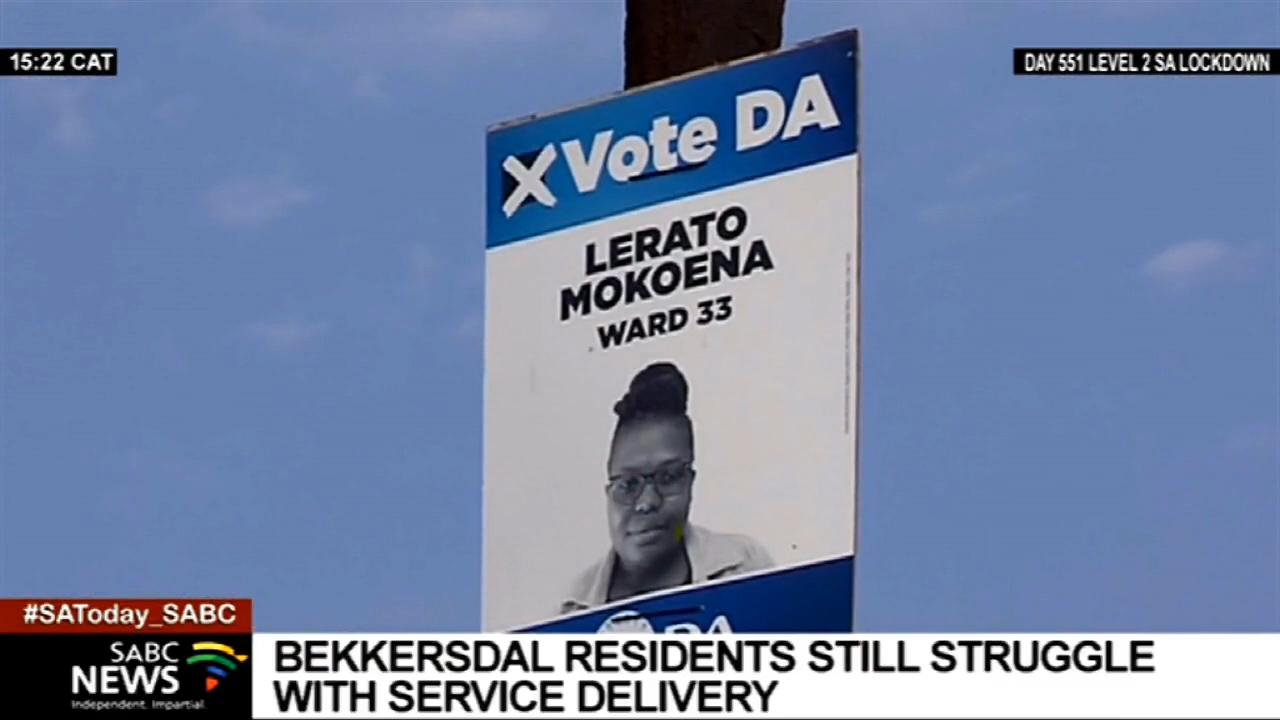 15:22 CAT
DAY 551 LEVEL 2 SA LOCKDOWN
Vote DA
LERATO
MOKOENA
WARD 33
DA
#SAToday_SABC
SABC
NEWS
Independent. Impartial.
BEKKERSDAL RESIDENTS STILL STRUGGLE
WITH SERVICE DELIVERY